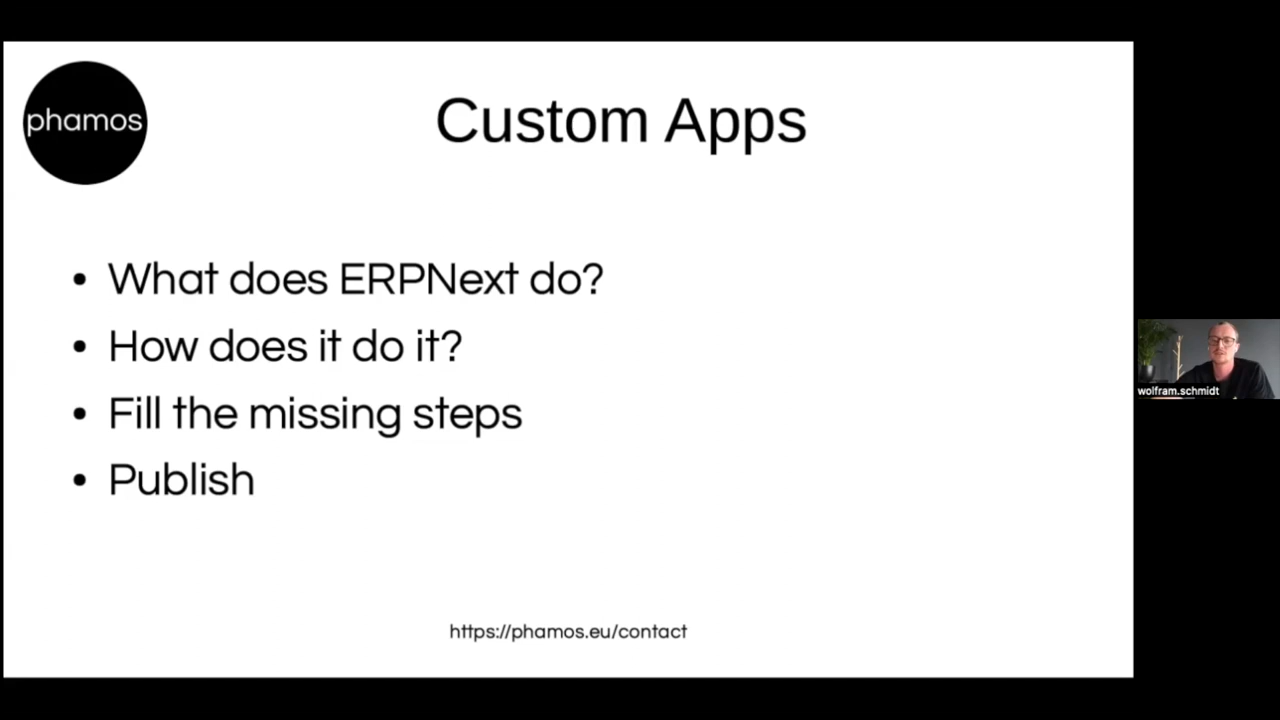 phamos
Custom Apps
• What does ERPNext do?
• How does it do it?
• Fill the missing steps
• Publish
https://phamos.eu/contact
wolfram.schmidt